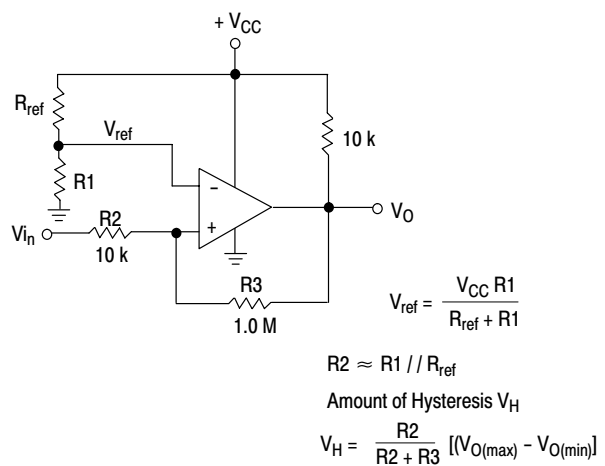 + VCC
Rref
Vref
10 k
R1
-
+
VO
Vin
R2
10 k
R3
1.0 M
Vref = VCC R1 / Rref + R1
R2 ≈ R1 // Rref
Amount of Hysteresis VH
VH = R2 / R2 + R3 [(VO(max) – VO(min)]